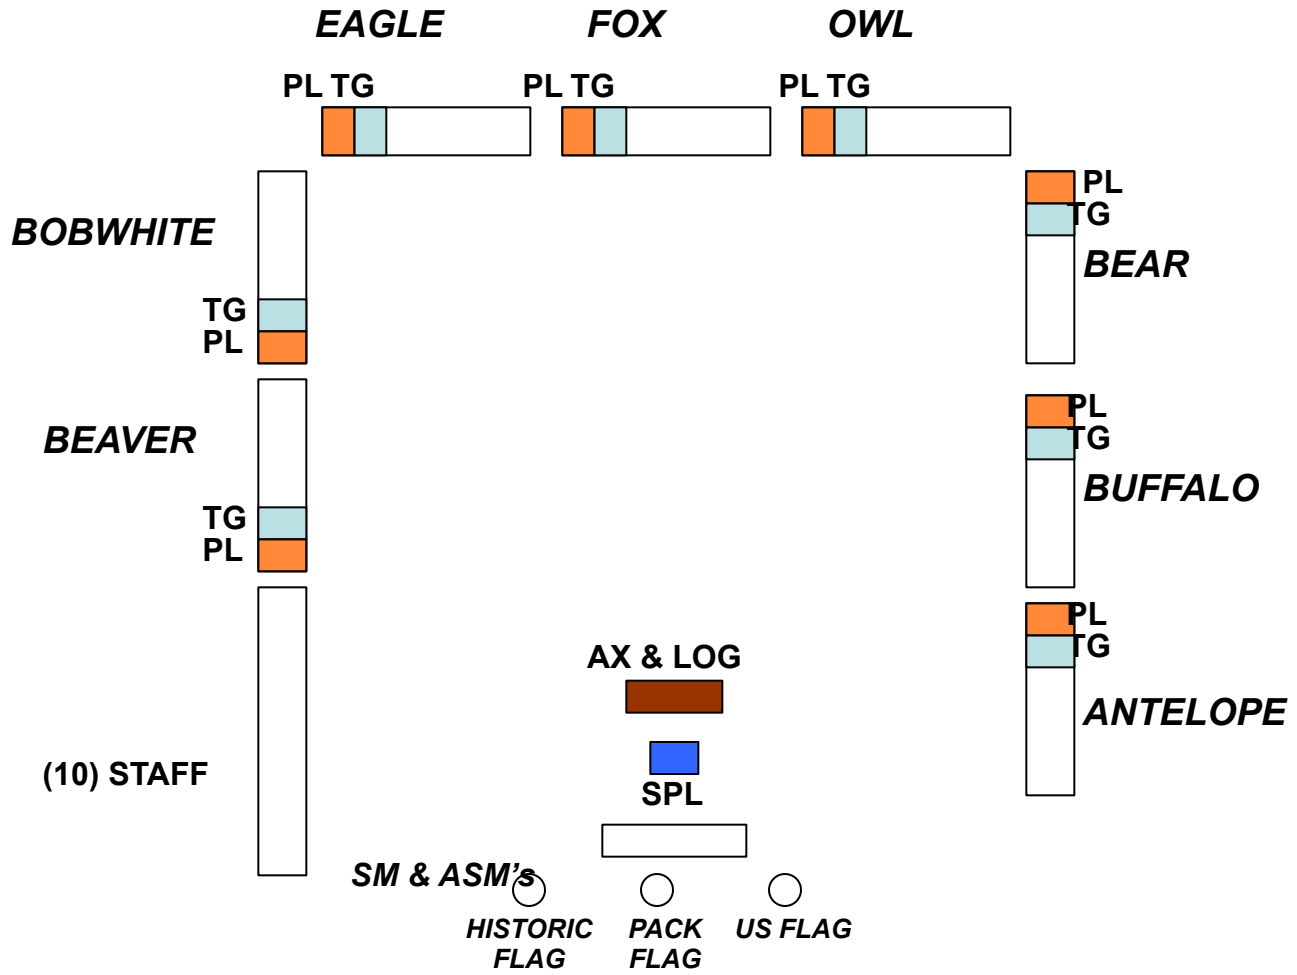 EAGLE FOX OWL
PL TG PL TG PL TG
BOBWHITE
TG
PL
BEAVER
TG
PL
(10) STAFF
PL
TG
BEAR
PL
TG
BUFFALO
PL
TG
ANTELOPE
AX & LOG
SPL
SM & ASM’s
HISTORIC
FLAG
PACK
FLAG
US FLAG